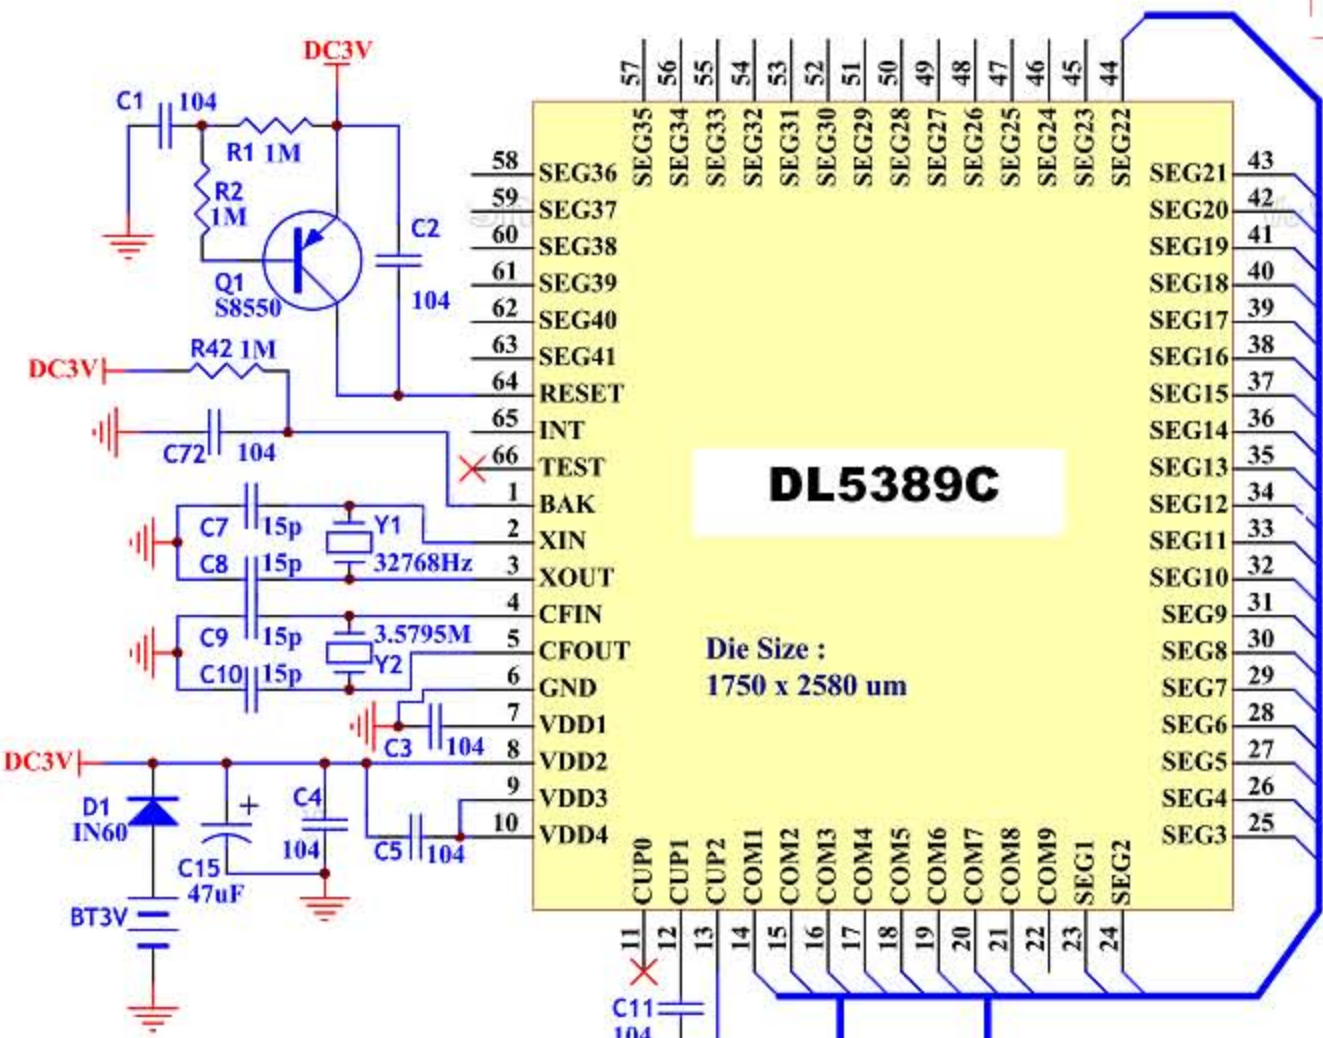 DC3V
C1 104
R1 1M
R2
1M
Q1
S8550
C2
104
DC3V
R42 1M
C72 104
C7 15p
C8 15p
Y1
32768Hz
C9 15p
C10 15p
3.5795M
Y2
C3 104
DC3V
D1
IN60
C15
+
47uF
C4
104
C5 104
BT3V
57 56 55 54 53 52 51 50 49 48 47 46 45 44
SEG35 SEG34 SEG33 SEG32 SEG31 SEG30 SEG29 SEG28 SEG27 SEG26 SEG25 SEG24 SEG23 SEG22
58 SEG36
59 SEG37
60 SEG38
61 SEG39
62 SEG40
63 SEG41
64 RESET
65 INT
66 TEST
1 BAK
2 XIN
3 XOUT
4 CFIN
5 CFOUT
6 GND
7 VDD1
8 VDD2
9 VDD3
10 VDD4
DL5389C
Die Size :
1750 x 2580 um
SEG21 43
SEG20 42
SEG19 41
SEG18 40
SEG17 39
SEG16 38
SEG15 37
SEG14 36
SEG13 35
SEG12 34
SEG11 33
SEG10 32
SEG9 31
SEG8 30
SEG7 29
SEG6 28
SEG5 27
SEG4 26
SEG3 25
CUP0 CUP1 CUP2 COM1 COM2 COM3 COM4 COM5 COM6 COM7 COM8 COM9 SEG1 SEG2
11 12 13 14 15 16 17 18 19 20 21 22 23 24
C11
104